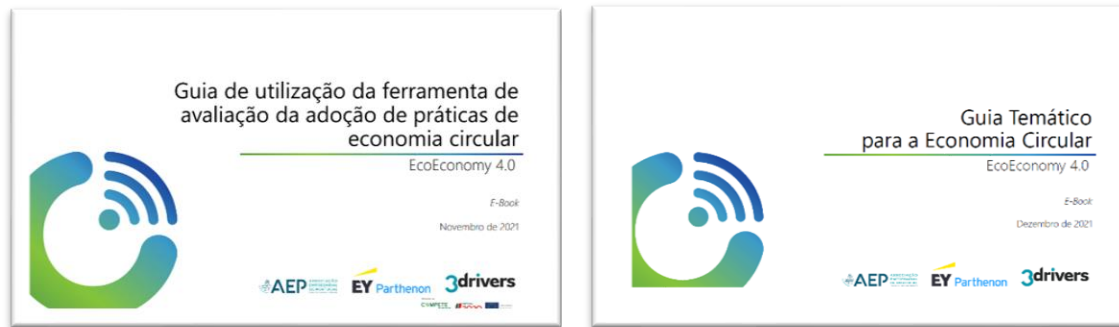 Guia de utilização da ferramenta de
avaliação da adoção de práticas de
economia circular
EcoEconomy 4.0
E-Book
Novembro de 2021
AEP
EY Parthenon
3drivers
Guia Temático
para a Economia Circular
EcoEconomy 4.0
E-Book
Dezembro de 2021
AEP
EY Parthenon
3drivers